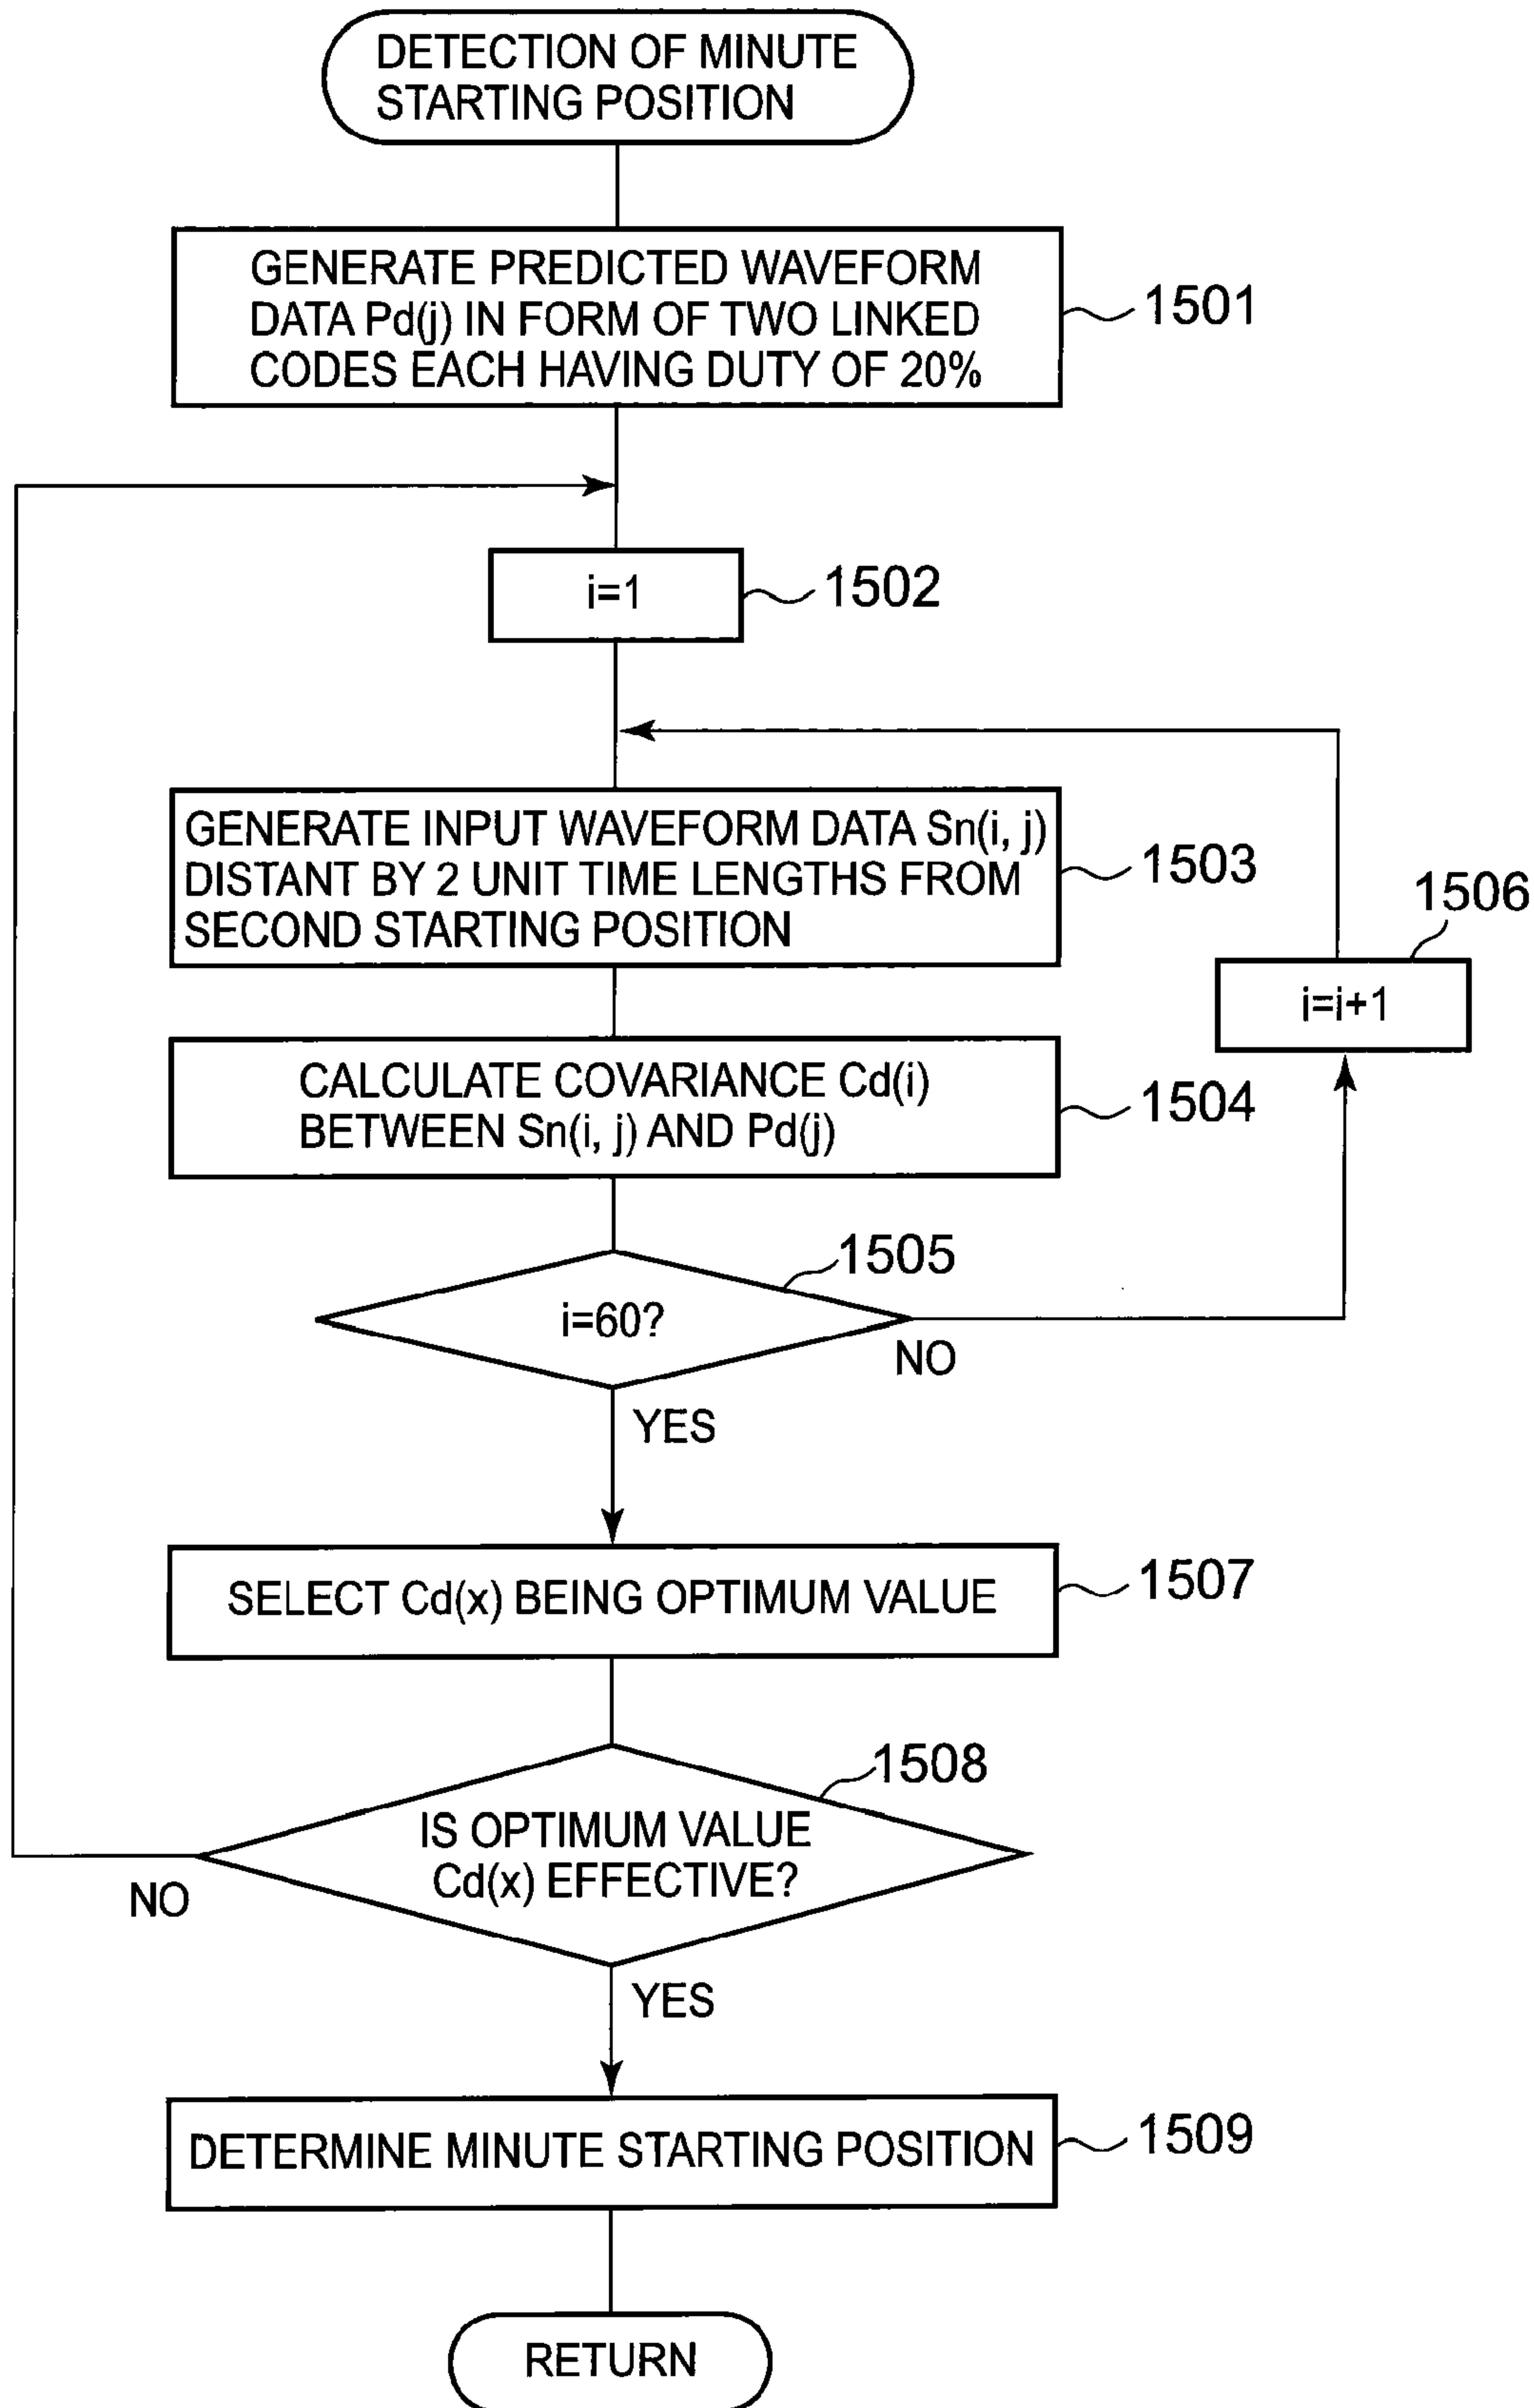 DETECTION OF MINUTE
STARTING POSITION
GENERATE PREDICTED WAVEFORM
DATA Pd(j) IN FORM OF TWO LINKED
CODES EACH HAVING DUTY OF 20%
1501
i=1
1502
GENERATE INPUT WAVEFORM DATA Sn(i, j)
DISTANT BY 2 UNIT TIME LENGTHS FROM
SECOND STARTING POSITION
1503
1506
i=i+1
CALCULATE COVARIANCE Cd(i)
BETWEEN Sn(i, j) AND Pd(j)
1504
1505
i=60?
NO
YES
SELECT Cd(x) BEING OPTIMUM VALUE
1507
1508
IS OPTIMUM VALUE
Cd(x) EFFECTIVE?
NO
YES
DETERMINE MINUTE STARTING POSITION
1509
RETURN